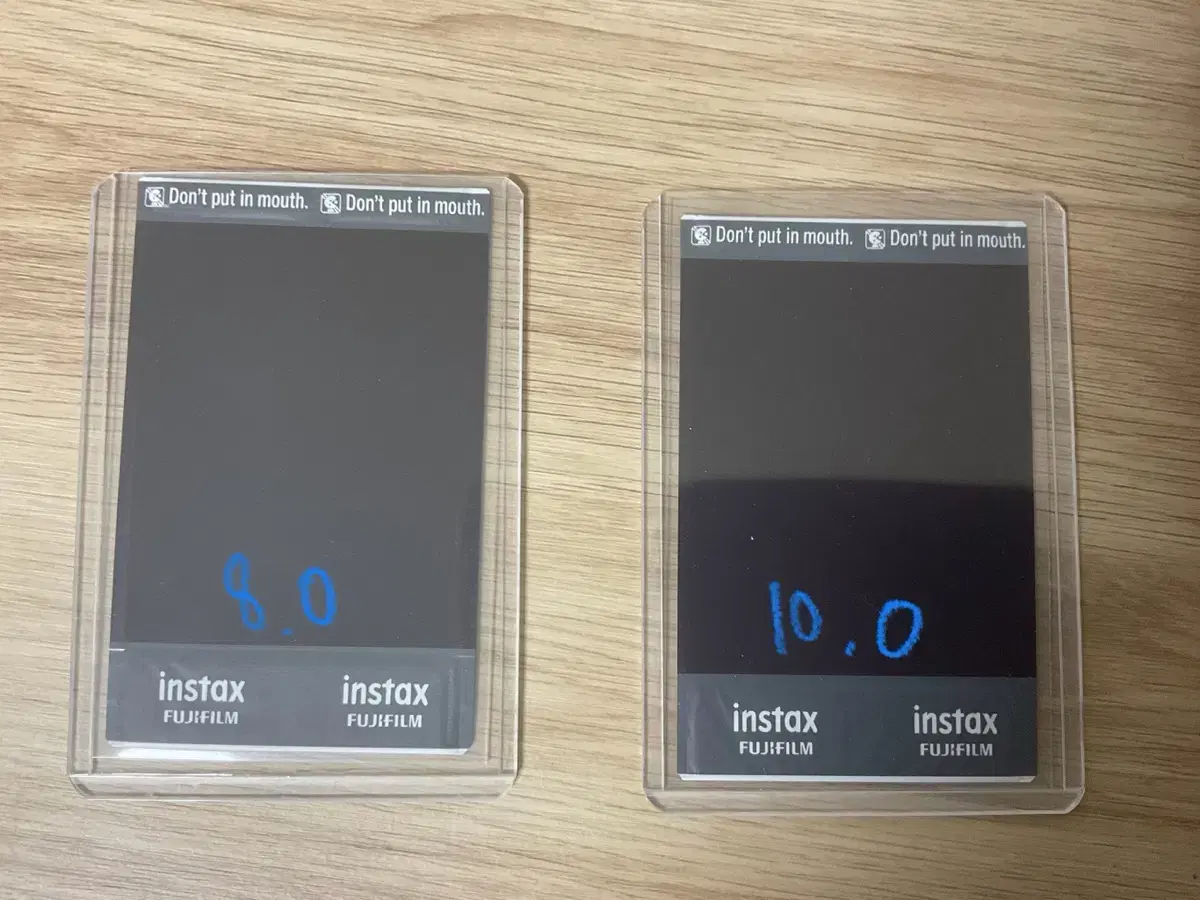 Don't put in mouth. Don't put in mouth.
8.0
instax instax
FUJIFILM FUJIFILM
Don't put in mouth. Don't put in mouth.
10.0
instax instax
FUJIFILM FUJIFILM